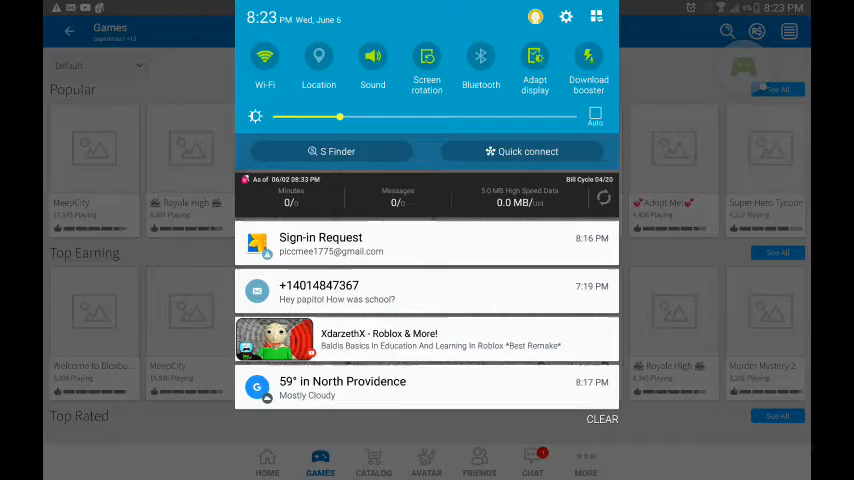 8:23 PM Wed, June 6
6% 8:23 PM
Games
Default
Popular
See All
Wi-Fi
Location
Sound
Screen rotation
Bluetooth
Adapt display
Download booster
Auto
S Finder
Quick connect
As of 06/02 08:33 PM
Bill Cycle 04/20
Minutes
0/0
Messages
0/0
5.0 MB High Speed Data
0.0 MB/Unl
MeepCity
Royale High
Adopt Me!
Super Hero Tycoon
Sign-in Request
8:16 PM
piccmee1775@gmail.com
Top Earning
See All
+14014847367
7:19 PM
Hey papito! How was school?
XdarzethX - Roblox & More!
Baldis Basics In Education And Learning In Roblox *Best Remake*
Welcome to Bloxbu...
MeepCity
Royale High
Murder Mystery 2
59° in North Providence
8:17 PM
Mostly Cloudy
Top Rated
See All
CLEAR
HOME
GAMES
CATALOG
AVATAR
FRIENDS
CHAT
1
MORE